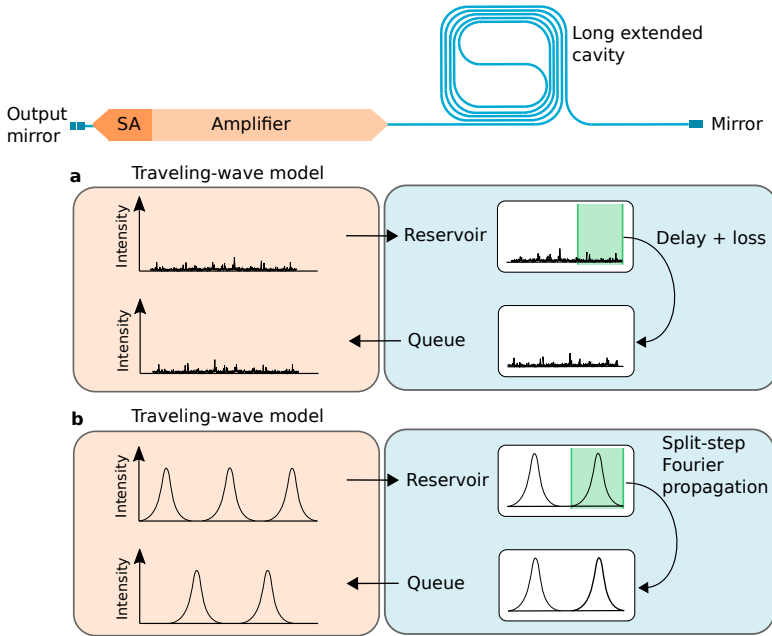 Long extended
cavity
Output
mirror
SA
Amplifier
Mirror
a
Traveling-wave model
Intensity
Reservoir
Delay + loss
Intensity
Queue
b
Traveling-wave model
Intensity
Reservoir
Split-step
Fourier
propagation
Intensity
Queue